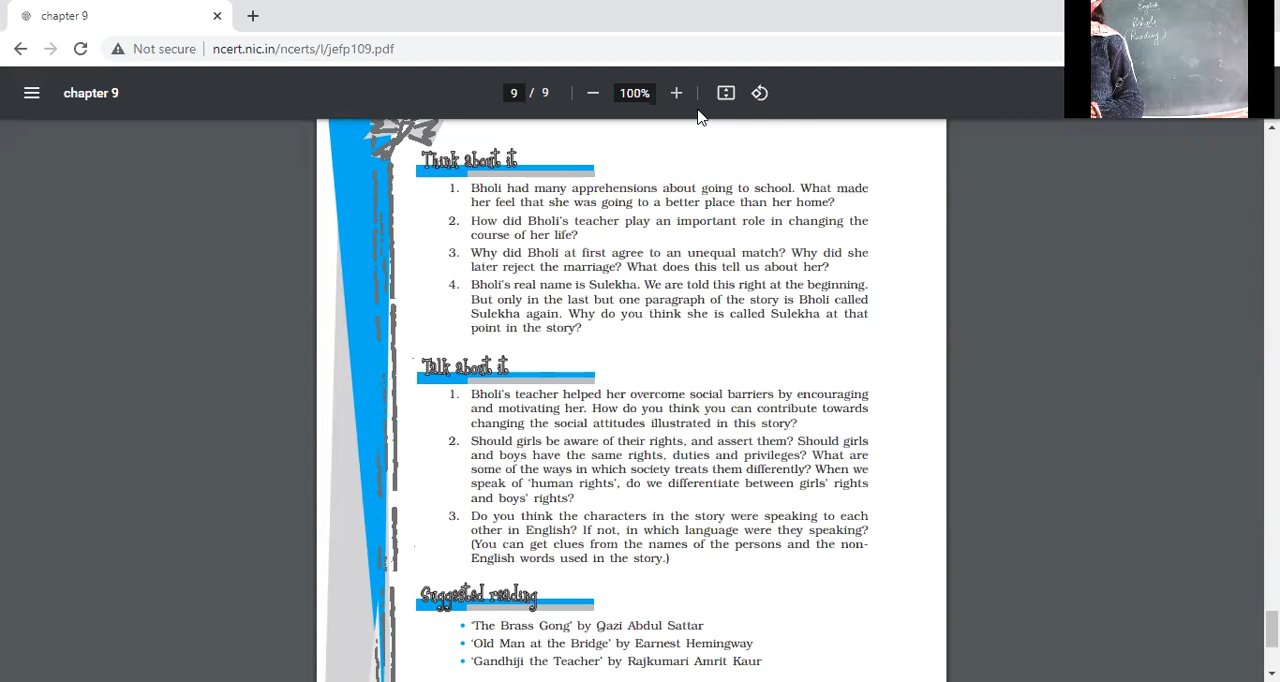 chapter 9
Not secure
ncert.nic.in/ncerts/l/jefp109.pdf
English
Bholi
(Reading)
chapter 9
9 / 9
100%
Think about it
1. Bholi had many apprehensions about going to school. What made
her feel that she was going to a better place than her home?
2. How did Bholi's teacher play an important role in changing the
course of her life?
3. Why did Bholi at first agree to an unequal match? Why did she
later reject the marriage? What does this tell us about her?
4. Bholi's real name is Sulekha. We are told this right at the beginning.
But only in the last but one paragraph of the story is Bholi called
Sulekha again. Why do you think she is called Sulekha at that
point in the story?
Talk about it
1. Bholi's teacher helped her overcome social barriers by encouraging
and motivating her. How do you think you can contribute towards
changing the social attitudes illustrated in this story?
2. Should girls be aware of their rights, and assert them? Should girls
and boys have the same rights, duties and privileges? What are
some of the ways in which society treats them differently? When we
speak of 'human rights', do we differentiate between girls' rights
and boys' rights?
3. Do you think the characters in the story were speaking to each
other in English? If not, in which language were they speaking?
(You can get clues from the names of the persons and the non-
English words used in the story.)
Suggested reading
• 'The Brass Gong' by Qazi Abdul Sattar
• 'Old Man at the Bridge' by Earnest Hemingway
• 'Gandhiji the Teacher' by Rajkumari Amrit Kaur